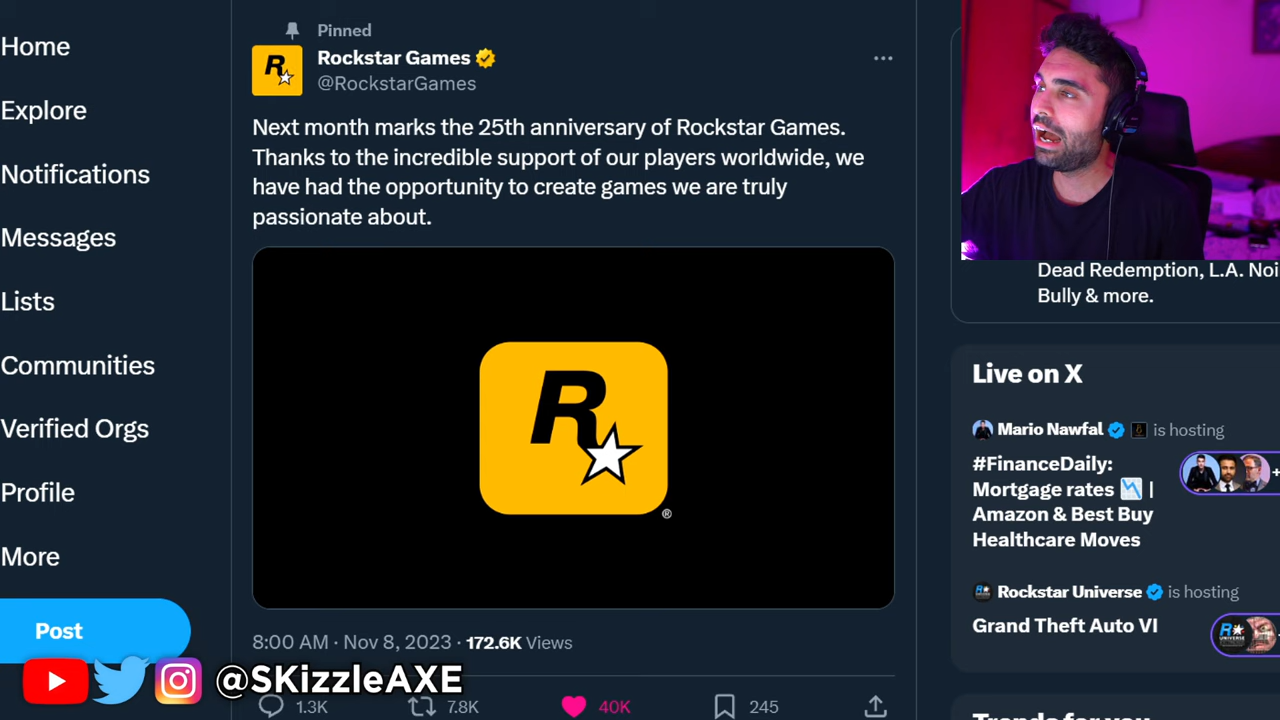 Home
Explore
Notifications
Messages
Lists
Communities
Verified Orgs
Profile
More
Post
Pinned
Rockstar Games
@RockstarGames
Next month marks the 25th anniversary of Rockstar Games.
Thanks to the incredible support of our players worldwide, we
have had the opportunity to create games we are truly
passionate about.
R
®
8:00 AM · Nov 8, 2023 · 172.6K Views
1.3K 7.8K 40K 245
@SKizzleAXE
Dead Redemption, L.A. Noi
Bully & more.
Live on X
Mario Nawfal is hosting
#FinanceDaily:
Mortgage rates 📉 |
Amazon & Best Buy
Healthcare Moves
Rockstar Universe is hosting
Grand Theft Auto VI
Trends for you